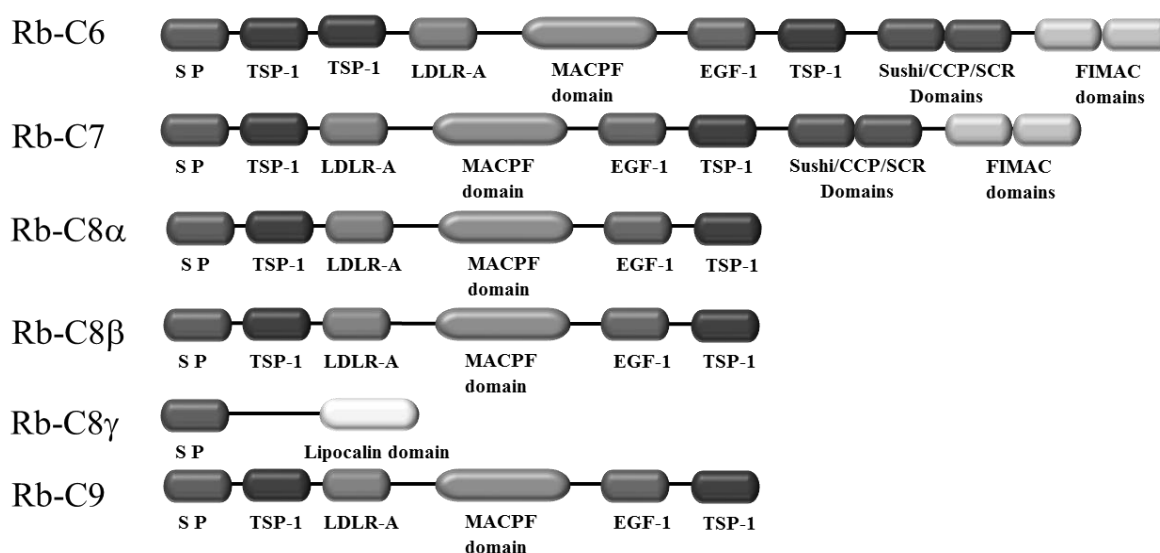 Rb-C6
S P TSP-1 TSP-1 LDLR-A MACPF domain EGF-1 TSP-1 Sushi/CCP/SCR Domains FIMAC domains
Rb-C7
S P TSP-1 LDLR-A MACPF domain EGF-1 TSP-1 Sushi/CCP/SCR Domains FIMAC domains
Rb-C8α
S P TSP-1 LDLR-A MACPF domain EGF-1 TSP-1
Rb-C8β
S P TSP-1 LDLR-A MACPF domain EGF-1 TSP-1
Rb-C8γ
S P Lipocalin domain
Rb-C9
S P TSP-1 LDLR-A MACPF domain EGF-1 TSP-1